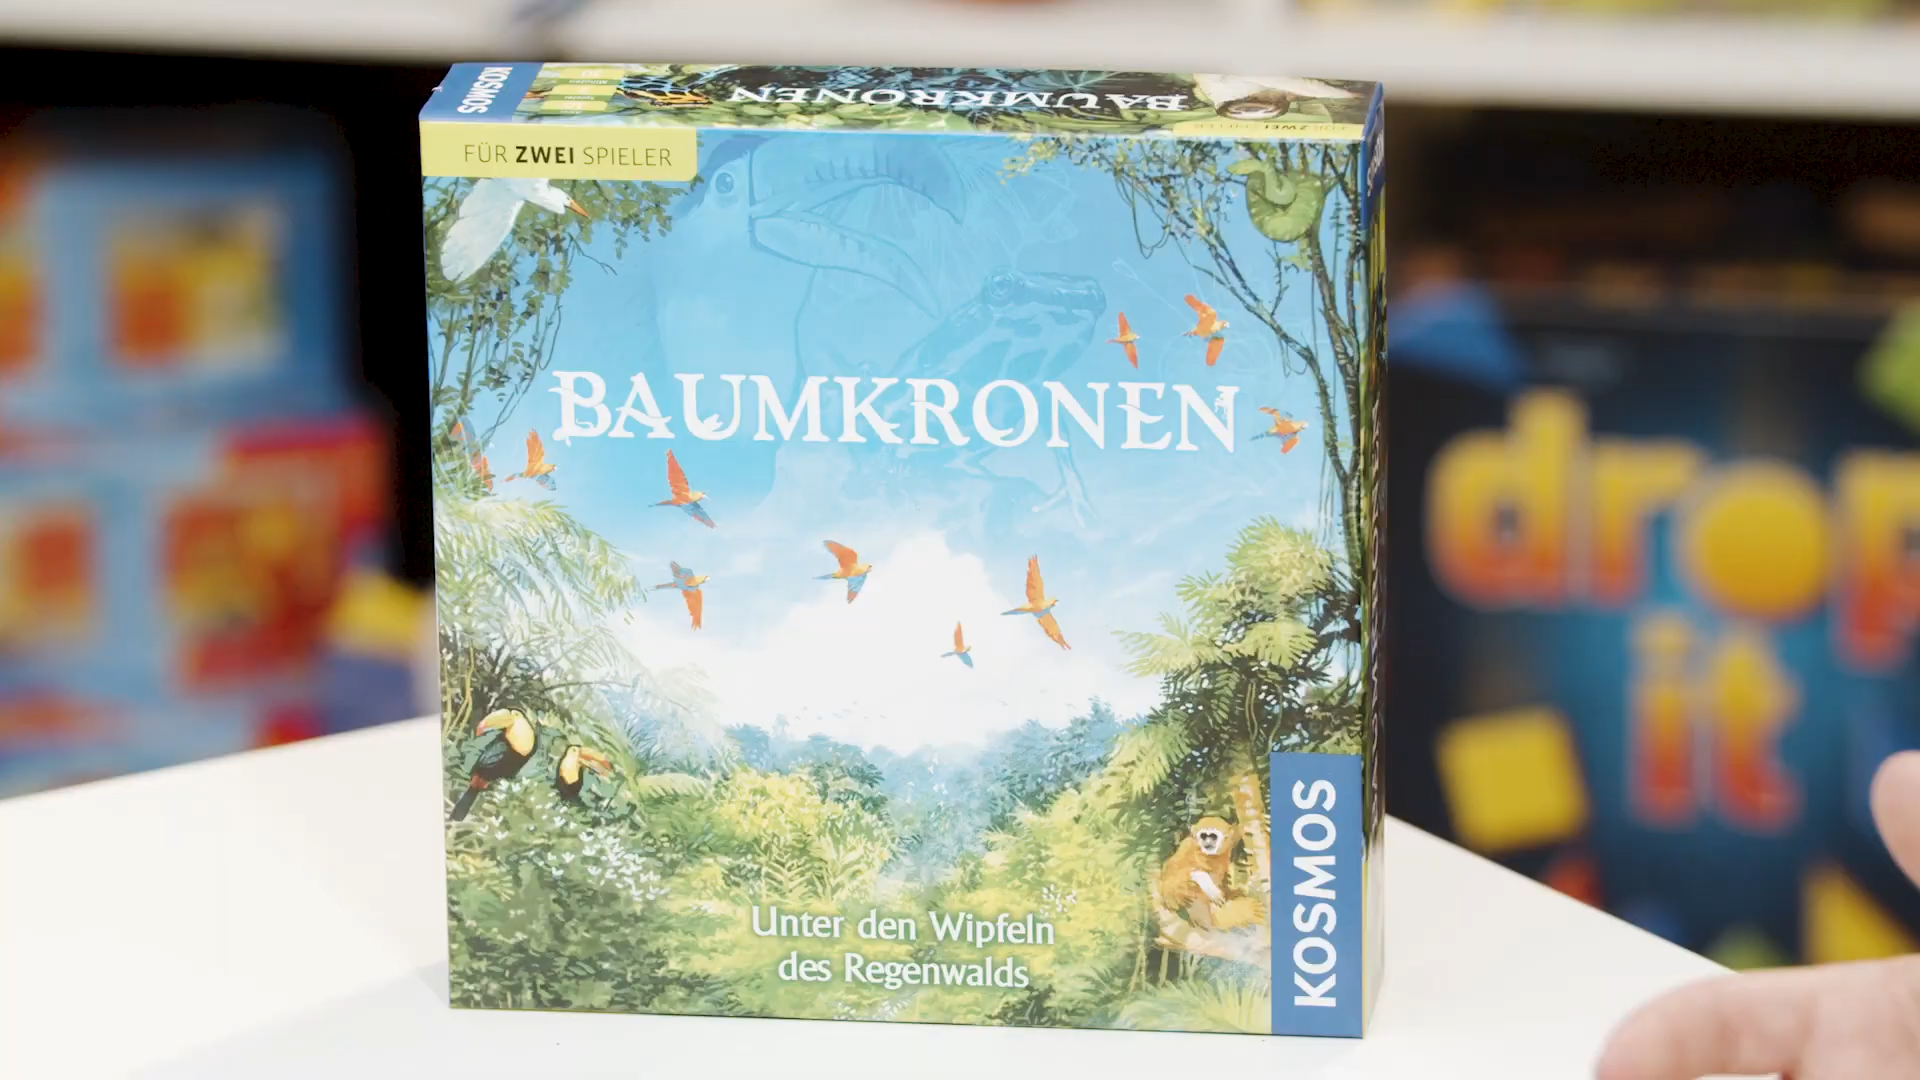 KOSMOS
BAUMKRONEN
FÜR ZWEI SPIELER
BAUMKRONEN
Unter den Wipfeln
des Regenwalds
KOSMOS
drop
it